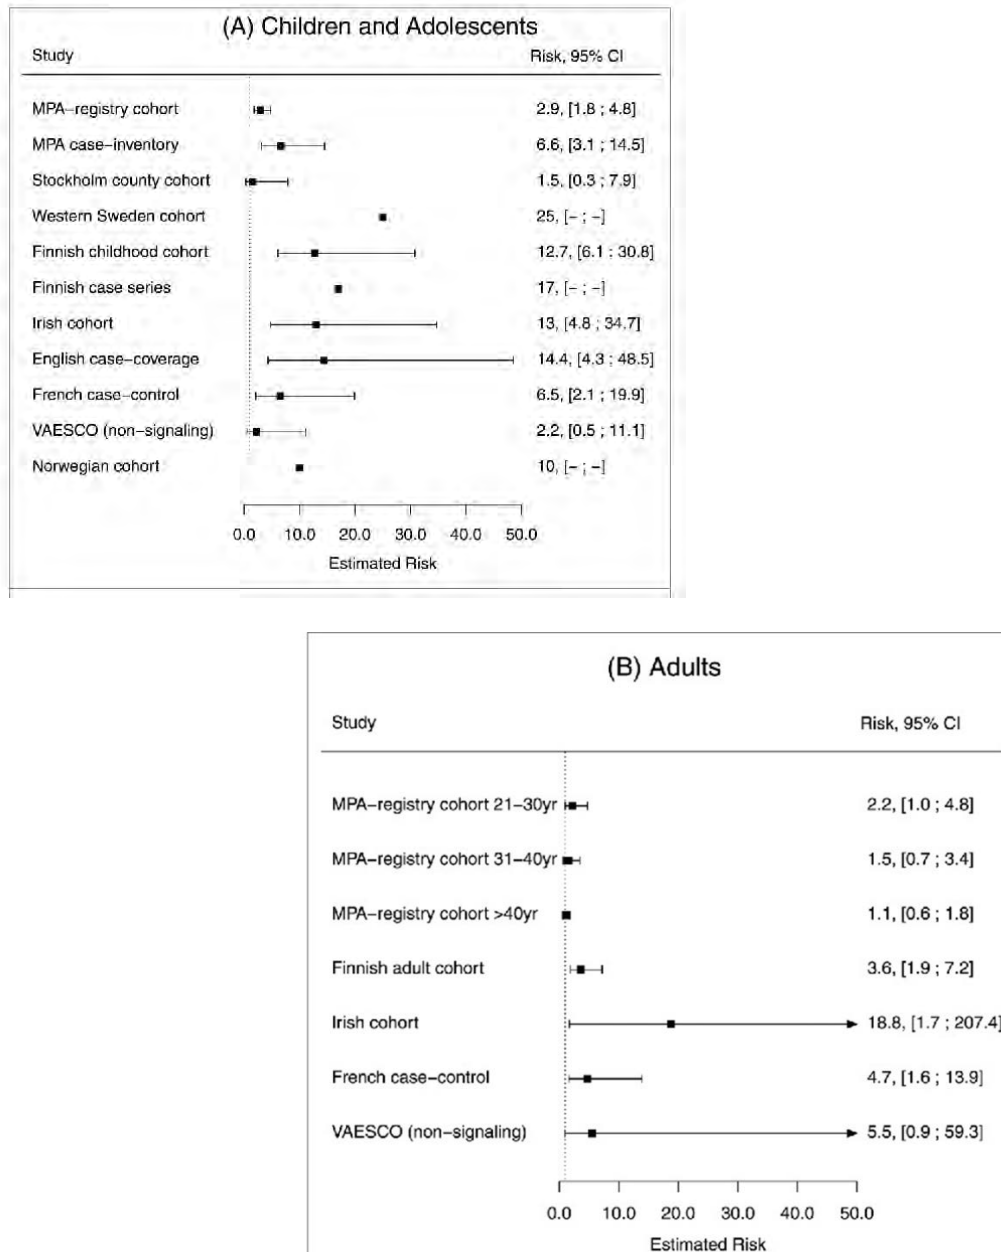 (A) Children and Adolescents
Study Risk, 95% CI
MPA−registry cohort 2.9, [1.8 ; 4.8]
MPA case−inventory 6.6, [3.1 ; 14.5]
Stockholm county cohort 1.5, [0.3 ; 7.9]
Western Sweden cohort 25, [− ; −]
Finnish childhood cohort 12.7, [6.1 ; 30.8]
Finnish case series 17, [− ; −]
Irish cohort 13, [4.8 ; 34.7]
English case−coverage 14.4, [4.3 ; 48.5]
French case−control 6.5, [2.1 ; 19.9]
VAESCO (non−signaling) 2.2, [0.5 ; 11.1]
Norwegian cohort 10, [− ; −]
0.0 10.0 20.0 30.0 40.0 50.0
Estimated Risk
(B) Adults
Study Risk, 95% CI
MPA−registry cohort 21−30yr 2.2, [1.0 ; 4.8]
MPA−registry cohort 31−40yr 1.5, [0.7 ; 3.4]
MPA−registry cohort >40yr 1.1, [0.6 ; 1.8]
Finnish adult cohort 3.6, [1.9 ; 7.2]
Irish cohort 18.8, [1.7 ; 207.4]
French case−control 4.7, [1.6 ; 13.9]
VAESCO (non−signaling) 5.5, [0.9 ; 59.3]
0.0 10.0 20.0 30.0 40.0 50.0
Estimated Risk